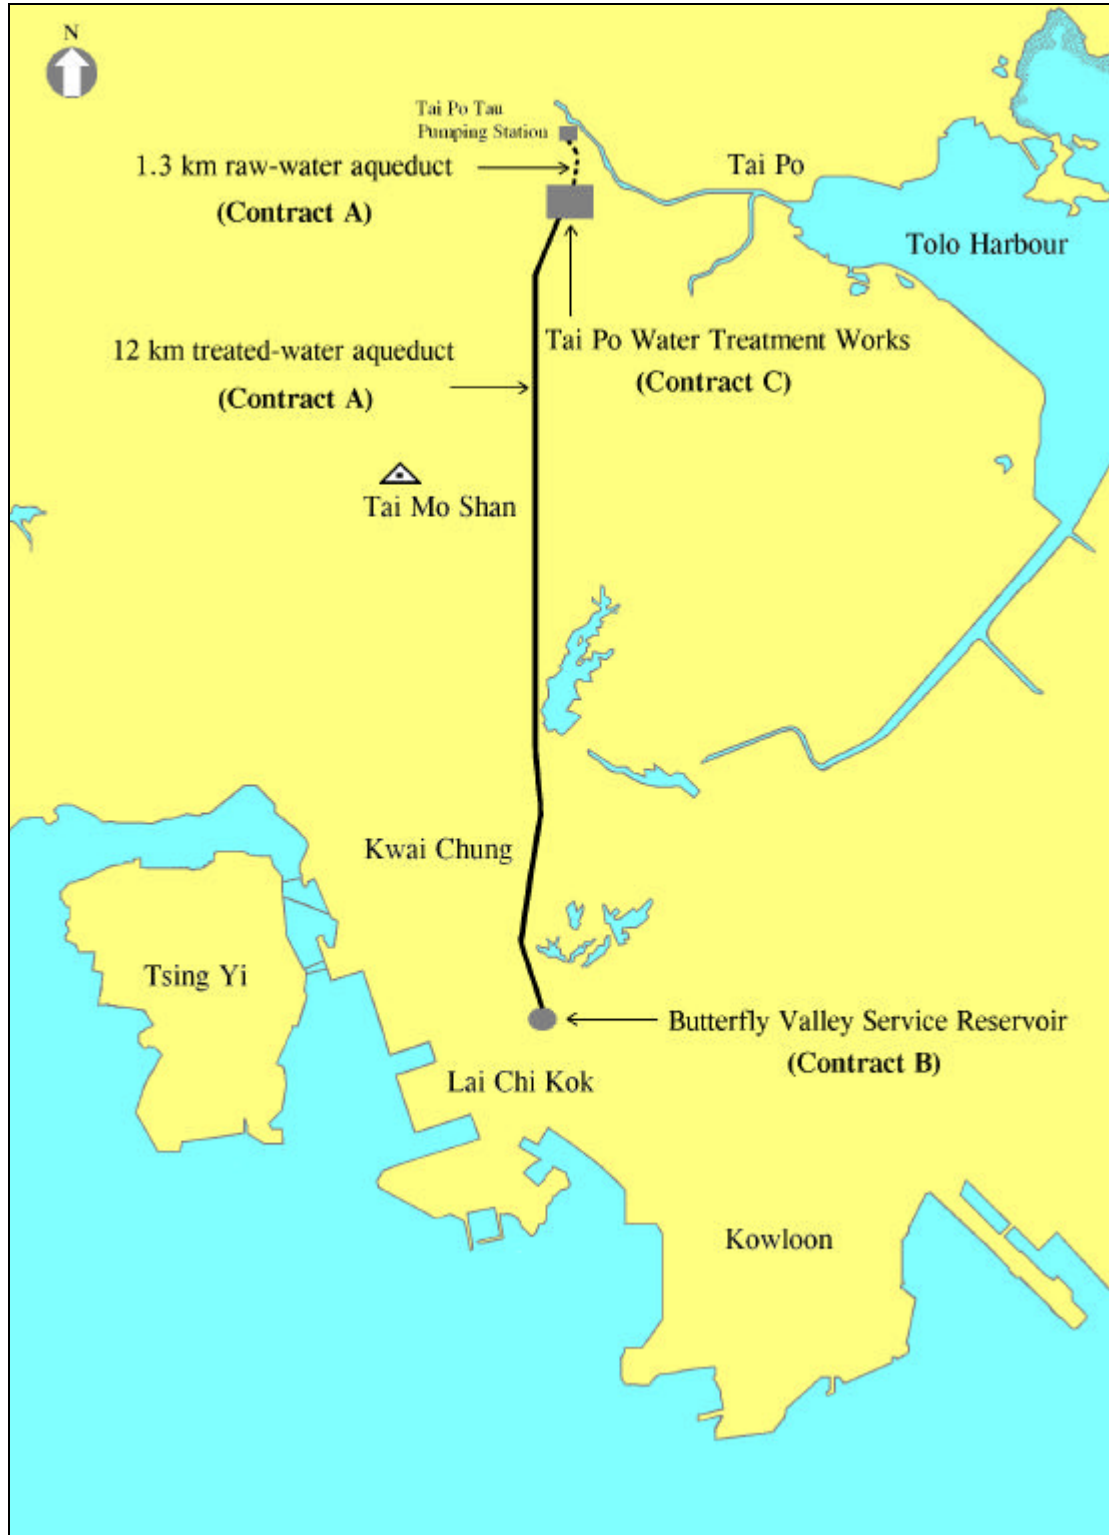 N
Tai Po Tau
Pumping Station
1.3 km raw-water aqueduct
(Contract A)
Tai Po
Tolo Harbour
12 km treated-water aqueduct
(Contract A)
Tai Po Water Treatment Works
(Contract C)
Tai Mo Shan
Kwai Chung
Tsing Yi
Butterfly Valley Service Reservoir
(Contract B)
Lai Chi Kok
Kowloon